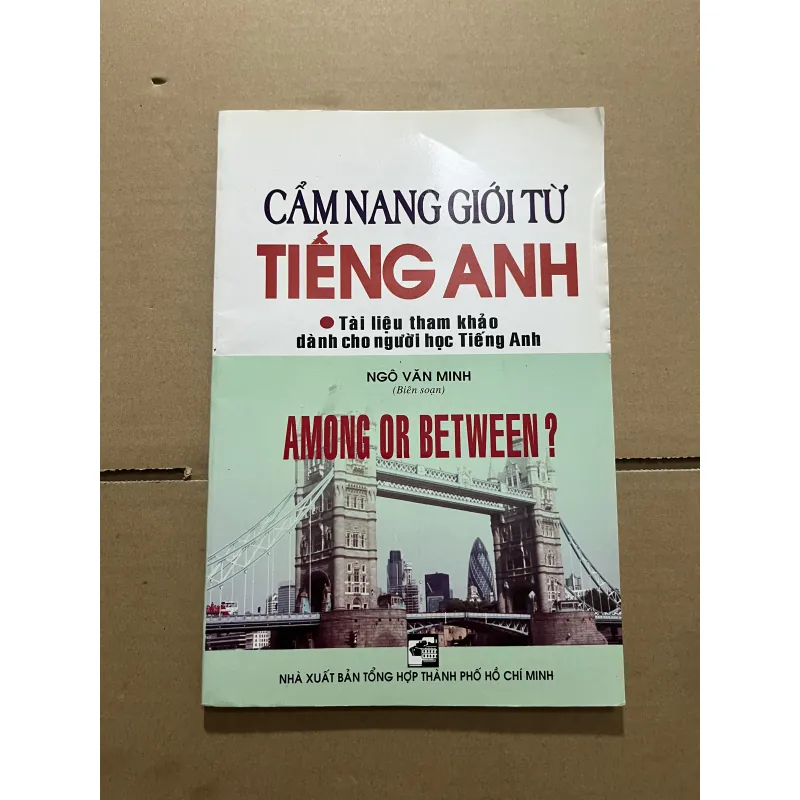 CẨM NANG GIỚI TỪ
TIẾNG ANH
● Tài liệu tham khảo
dành cho người học Tiếng Anh
NGÔ VĂN MINH
(Biên soạn)
AMONG OR BETWEEN ?
NHÀ XUẤT BẢN TỔNG HỢP THÀNH PHỐ HỒ CHÍ MINH